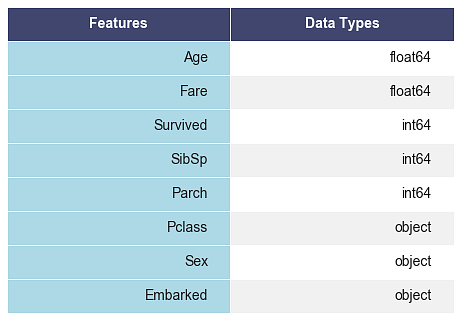 Features Data Types
Age float64
Fare float64
Survived int64
SibSp int64
Parch int64
Pclass object
Sex object
Embarked object